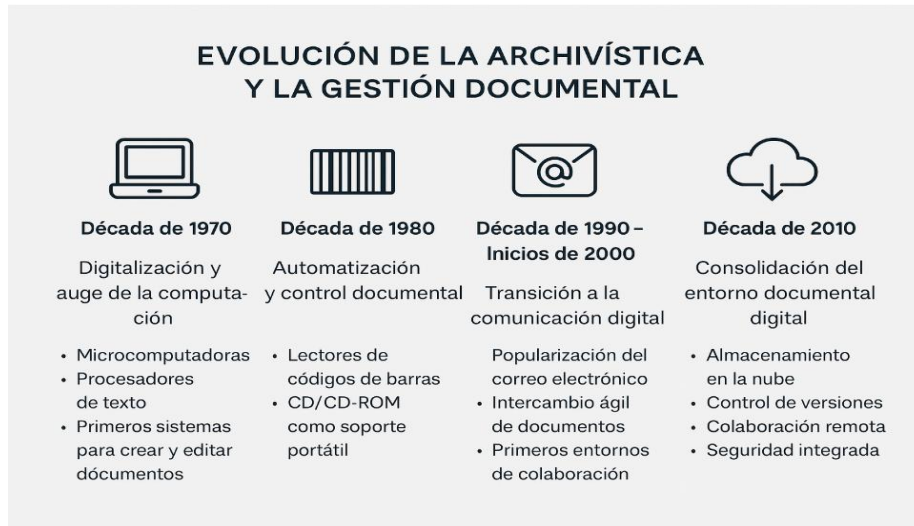 EVOLUCIÓN DE LA ARCHIVÍSTICA
Y LA GESTIÓN DOCUMENTAL
Década de 1970
Digitalización y
auge de la computa-
ción
• Microcomputadoras
• Procesadores
de texto
• Primeros sistemas
para crear y editar
dócumentos
Década de 1980
Automatización
y control documental
• Lectores de
códigos de barras
• CD/CD-ROM
como soporte
portátil
Década de 1990 –
Inicios de 2000
Transición a la
comunicación digital
Popularización del
correo electrónico
• Intercambio ágil
de documentos
• Primeros entornos
de colaboración
Década de 2010
Consolidación del
entorno documental
digital
• Almacenamiento
en la nube
• Control de versiones
• Colaboración remota
• Seguridad integrada